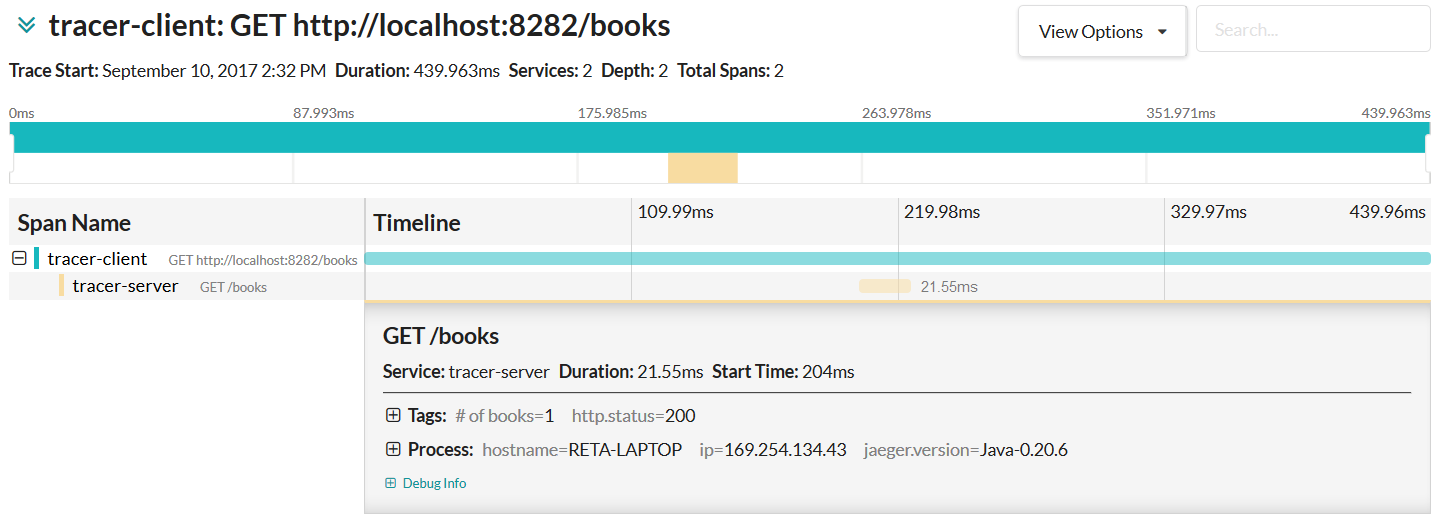 tracer-client: GET http://localhost:8282/books
View Options
Search...
Trace Start: September 10, 2017 2:32 PM Duration: 439.963ms Services: 2 Depth: 2 Total Spans: 2
0ms 87.993ms 175.985ms 263.978ms 351.971ms 439.963ms
Span Name Timeline 109.99ms 219.98ms 329.97ms 439.96ms
tracer-client GET http://localhost:8282/books
tracer-server GET /books 21.55ms
GET /books
Service: tracer-server Duration: 21.55ms Start Time: 204ms
Tags: # of books=1 http.status=200
Process: hostname=RETA-LAPTOP ip=169.254.134.43 jaeger.version=Java-0.20.6
Debug Info